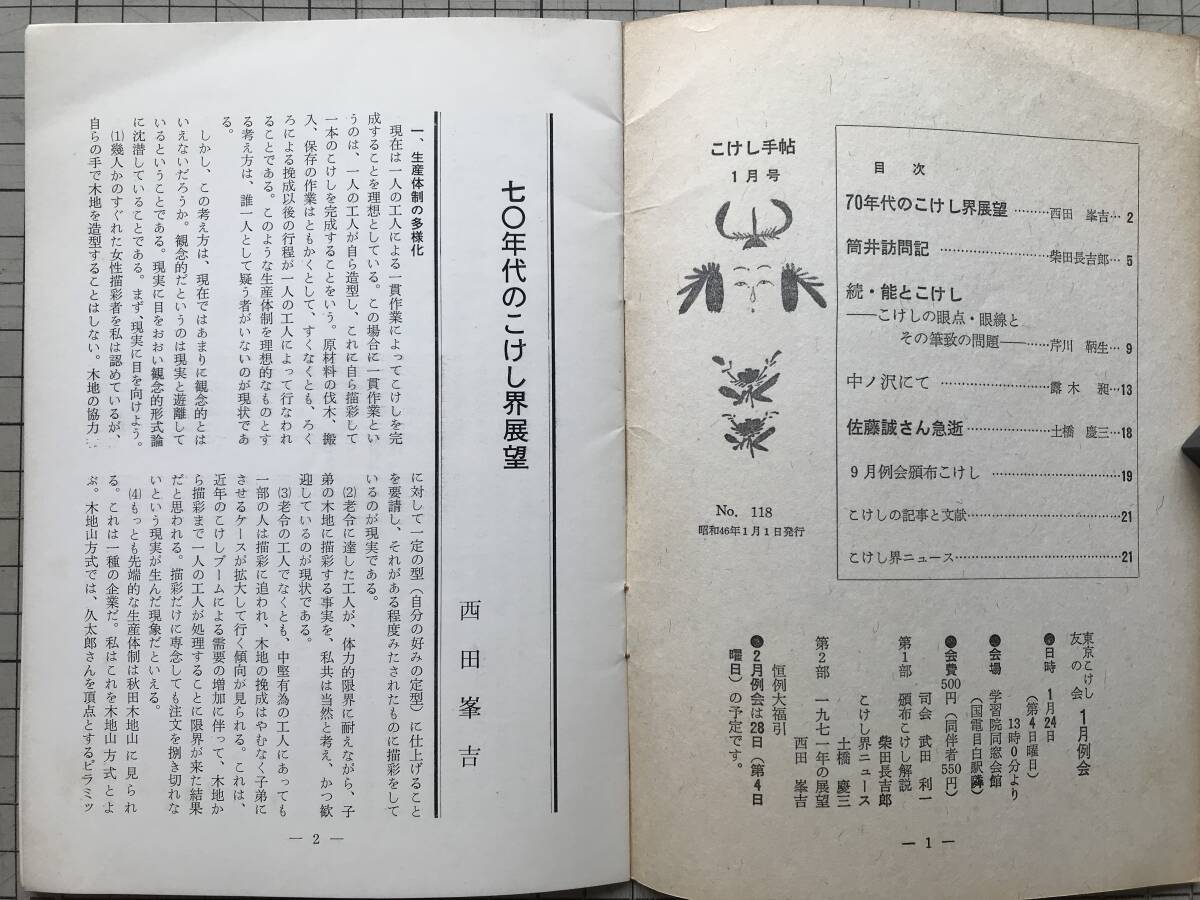 こけし手帖
1月号
No. 118
昭和46年1月1日発行
目次
70年代のこけし界展望………西田 峯吉… 2
筒井訪問記………柴田長吉郎… 5
続・能とこけし
――こけしの眼点・眼線と
その筆致の問題――……芹川 鞆生… 9
中ノ沢にて………露木 昶…13
佐藤誠さん急逝………土橋 慶三…18
9月例会頒布こけし………19
こけしの記事と文献………21
こけし界ニュース………21
東京こけし友の会 1月例会
●日時 1月24日
(第4日曜日)
13時0分より
●会場 学習院同窓会館
(国電目白駅隣)
●会費500円(同伴者550円)
司会 武田 利一
第1部 頒布こけし解説
柴田長吉郎
こけし界ニュース
土橋 慶三
第2部 一九七一年の展望
西田 峯吉
恒例大福引
●2月例会は28日(第4日
曜日)の予定です。
― 1 ―
七〇年代のこけし界展望
西田峯吉
一、生産体制の多様化
現在は一人の工人による一貫作業によってこけしを完
成することを理想としている。この場合に一貫作業とい
うのは、一人の工人が自ら造型し、これに自ら描彩して
一本のこけしを完成することをいう。原材料の伐木、搬
入、保存の作業はともかくとして、すくなくとも、ろく
ろによる挽成以後の行程が一人の工人によって行なわれ
ることである。このような生産体制を理想的なものとす
る考え方は、誰一人として疑う者がいないのが現状であ
る。
しかし、この考え方は、現在ではあまりに観念的とは
いえないだろうか。観念的だというのは現実と遊離して
いるということである。現実に目をおおい観念的形式論
に沈潜していることである。まず、現実に目を向けよう。
⑴幾人かのすぐれた女性描彩者を私は認めているが、
自らの手で木地を造型することはしない。木地の協力
に対して一定の型(自分の好みの定型)に仕上げること
を要請し、それがある程度みたされたものに描彩をして
いるのが現実である。
⑵老令に達した工人が、体力的限界に耐えながら、子
弟の木地に描彩する事実を、私共は当然と考え、かつ歓
迎しているのが現状である。
⑶老令の工人でなくとも、中堅有為の工人にあっても
一部の人は描彩に追われ、木地の挽成はやむなく子弟に
させるケースが拡大して行く傾向が見られる。これは、
近年のこけしブームによる需要の増加に伴って、木地か
ら描彩まで一人の工人が処理することに限界が来た結果
だと思われる。描彩だけに専念しても注文を捌き切れな
いという現実が生んだ現象だといえる。
⑷もっとも先端的な生産体制は秋田木地山に見られ
る。これは一種の企業だ。私はこれを木地山方式とよ
ぶ。木地山方式では、久太郎さんを頂点とするピラミッ
― 2 ―